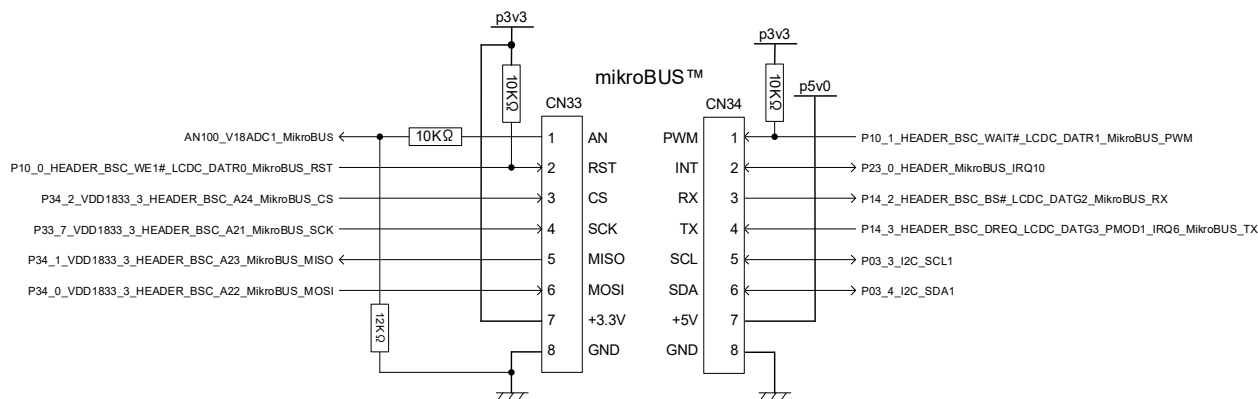 p3v3
p3v3
mikroBUS™
p5v0
10KΩ
10KΩ
CN33
CN34
AN100_V18ADC1_MikroBUS
10KΩ
1
AN
PWM
1
P10_1_HEADER_BSC_WAIT#_LCDC_DATR1_MikroBUS_PWM
P10_0_HEADER_BSC_WE1#_LCDC_DATR0_MikroBUS_RST
2
RST
INT
2
P23_0_HEADER_MikroBUS_IRQ10
P34_2_VDD1833_3_HEADER_BSC_A24_MikroBUS_CS
3
CS
RX
3
P14_2_HEADER_BSC_BS#_LCDC_DATG2_MikroBUS_RX
P33_7_VDD1833_3_HEADER_BSC_A21_MikroBUS_SCK
4
SCK
TX
4
P14_3_HEADER_BSC_DREQ_LCDC_DATG3_PMOD1_IRQ6_MikroBUS_TX
P34_1_VDD1833_3_HEADER_BSC_A23_MikroBUS_MISO
5
MISO
SCL
5
P03_3_I2C_SCL1
P34_0_VDD1833_3_HEADER_BSC_A22_MikroBUS_MOSI
6
MOSI
SDA
6
P03_4_I2C_SDA1
12KΩ
7
+3.3V
+5V
7
8
GND
GND
8